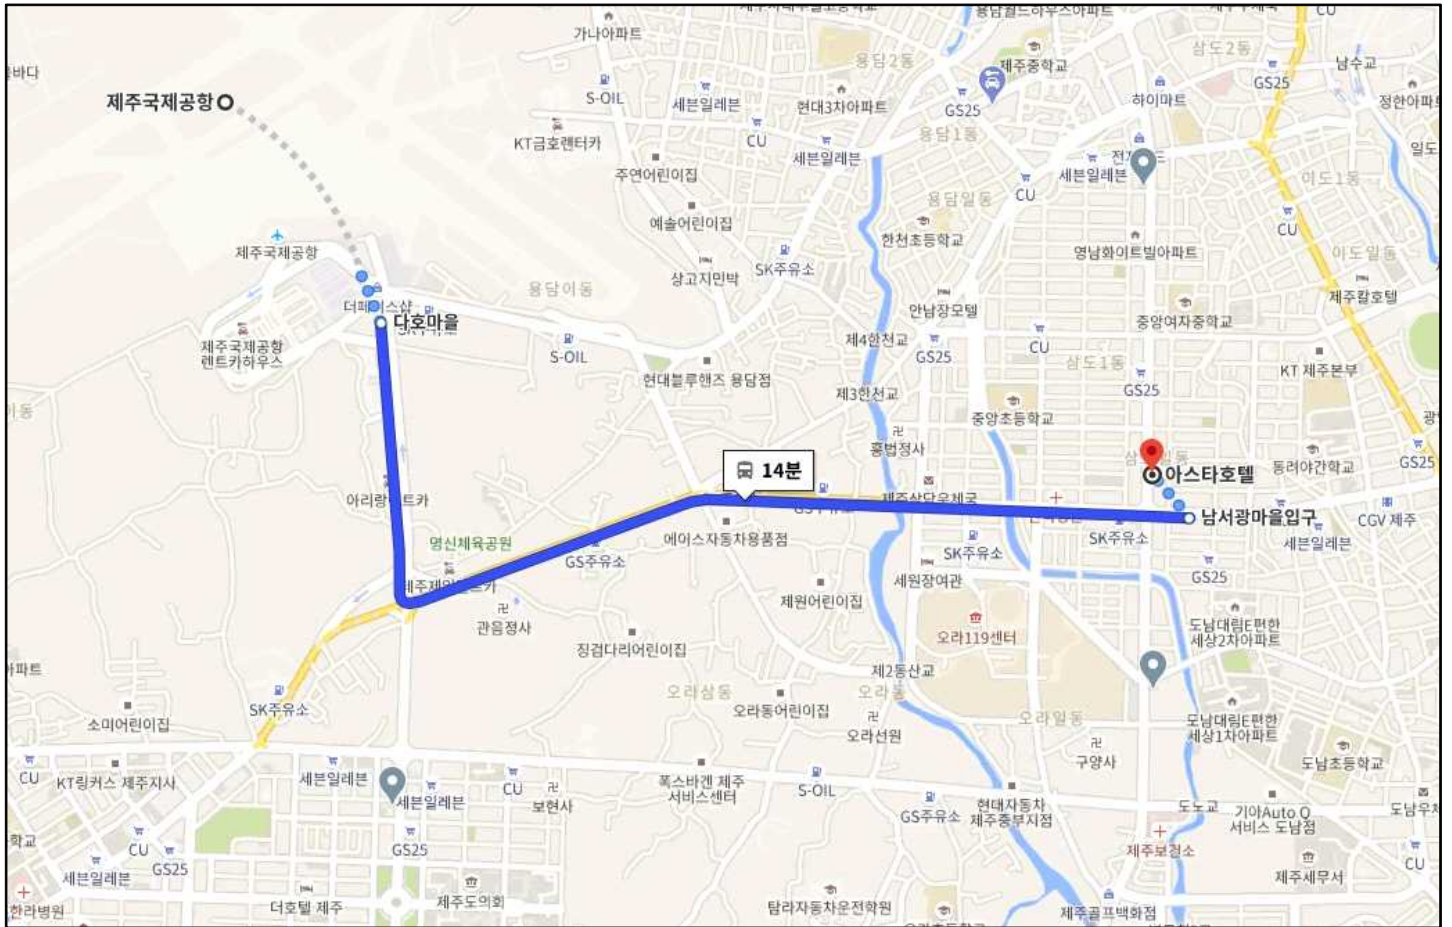 가나아파트
용담2동
제주중학교
삼도2동
남수교
CU
GS25
S-OIL
세븐일레븐
현대3차아파트
GS25
하이마트
정한아파트
제주국제공항
KT금호렌터카
CU
용담1동
세븐일레븐
세븐일레븐
주연어린이집
용담일동
CU
이도1동
CU
예솔어린이집
한천초등학교
영남화이트빌아파트
이도일동
제주국제공항
상고지민박
SK주유소
용담이동
안남장모텔
제주칼호텔
중앙여자중학교
다호마을
제주국제공항
렌트카하우스
S-OIL
제4한천교
GS25
CU
삼도1동
KT 제주본부
현대블루핸즈 용담점
제3한천교
GS25
중앙초등학교
흥법정사
동려야간학교
GS25
14분
아스타호텔
남서광마을입구
CGV 제주
세븐일레븐
에이스자동차용품점
명신체육공원
GS주유소
SK주유소
SK주유소
세원장여관
GS25
제원어린이집
관음정사
징검다리어린이집
오라119센터
도남대림E편한
세상2차아파트
제2동산교
오라삼동
오라동
오라동어린이집
오라선원
오라일동
SK주유소
소미어린이집
도남대림E편한
세상1차아파트
구양사
도남초등학교
CU
KT링커스 제주지사
세븐일레븐
세븐일레븐
CU
보현사
폭스바겐 제주
서비스센터
S-OIL
GS주유소
현대자동차
제주중부지점
도노교
기아Auto Q
서비스 도남점
CU
GS25
세븐일레븐
GS25
제주보건소
제주세무서
CU
한라병원
더호텔 제주
제주도의회
탐라자동차운전학원
제주골프백화점